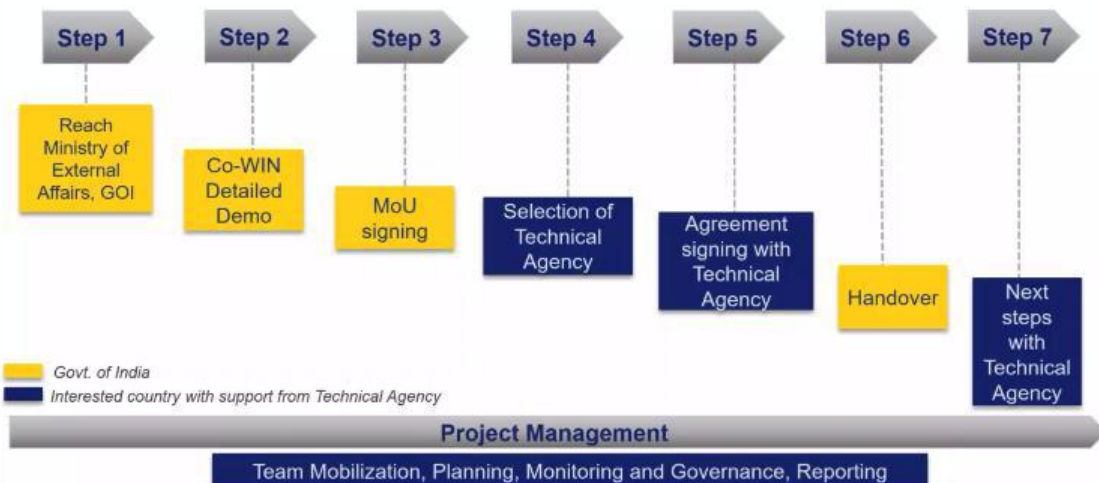 Step 1
Step 2
Step 3
Step 4
Step 5
Step 6
Step 7
Reach
Ministry of
External
Affairs, GOI
Co-WIN
Detailed
Demo
MoU
signing
Selection of
Technical
Agency
Agreement
signing with
Technical
Agency
Handover
Next
steps
with
Technical
Agency
Govt. of India
Interested country with support from Technical Agency
Project Management
Team Mobilization, Planning, Monitoring and Governance, Reporting